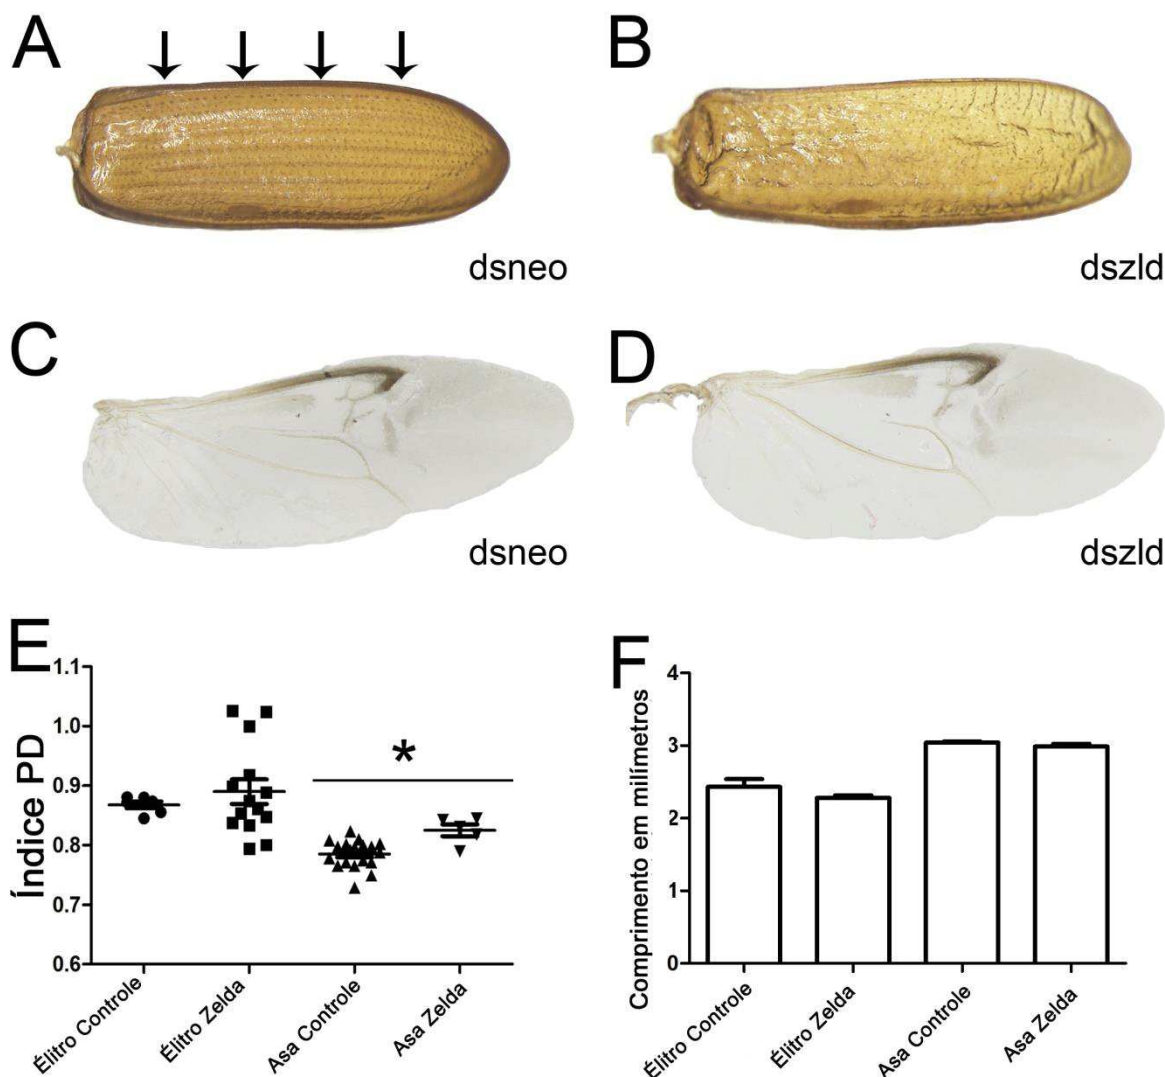 A
B
dsneo
dszld
C
D
dsneo
dszld
E
Índice PD
1.1
1.0
0.9
0.8
0.7
0.6
*
Élitro Controle
Élitro Zelda
Asa Controle
Asa Zelda
F
Comprimento em milímetros
4
3
2
1
0
Élitro Controle
Élitro Zelda
Asa Controle
Asa Zelda